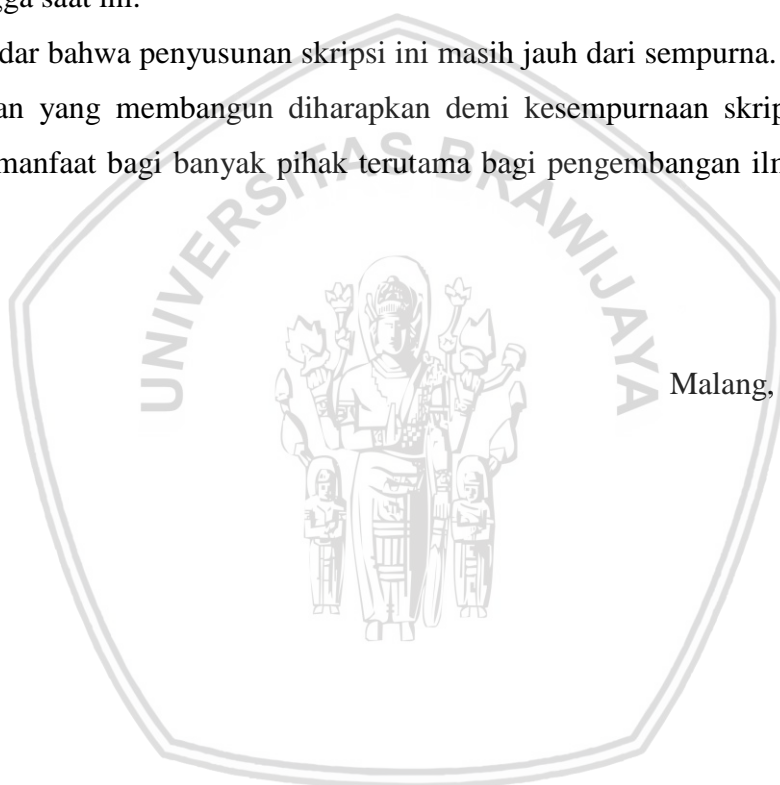 gga saat ini.
dar bahwa penyusunan skripsi ini masih jauh dari sempurna.
an yang membangun diharapkan demi kesempurnaan skrip
manfaat bagi banyak pihak terutama bagi pengembangan iln
UNIVERSITAS BRAWIJAYA
Malang,